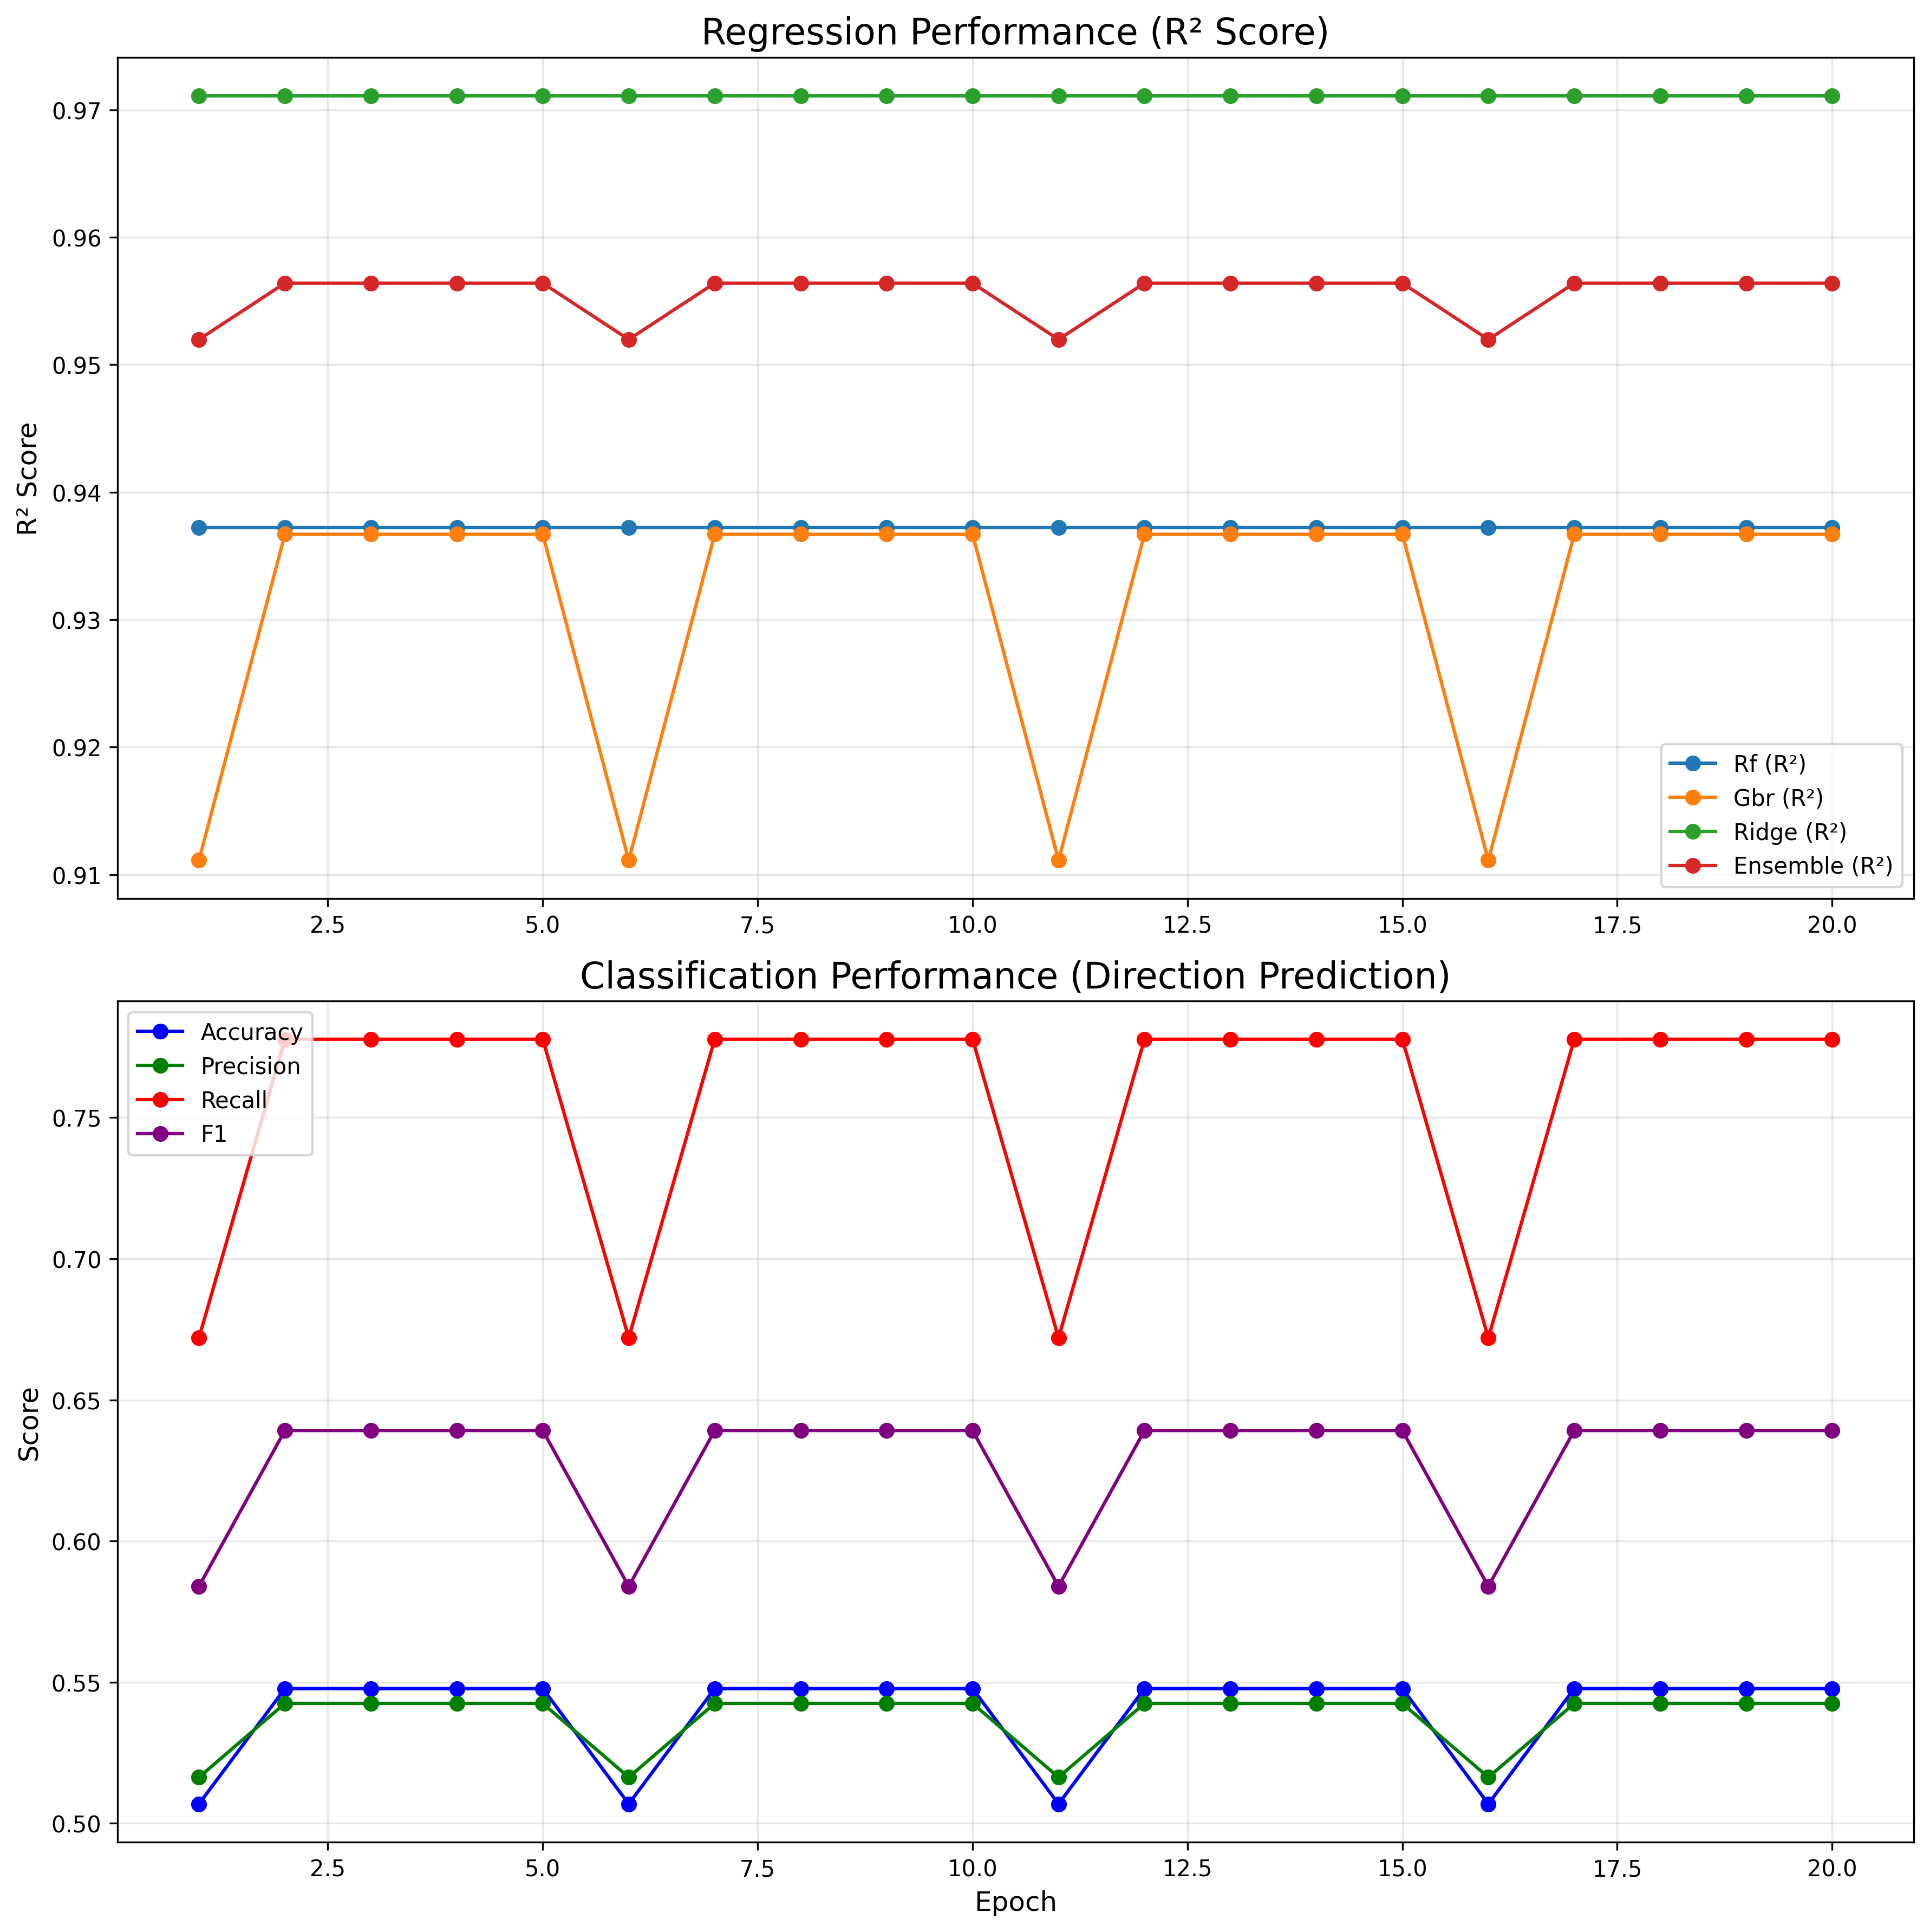 Regression Performance (R² Score)
R² Score
0.97
0.96
0.95
0.94
0.93
0.92
0.91
Rf (R²)
Gbr (R²)
Ridge (R²)
Ensemble (R²)
2.5 5.0 7.5 10.0 12.5 15.0 17.5 20.0
Classification Performance (Direction Prediction)
Accuracy
Precision
Recall
F1
Score
0.75
0.70
0.65
0.60
0.55
0.50
2.5 5.0 7.5 10.0 12.5 15.0 17.5 20.0
Epoch